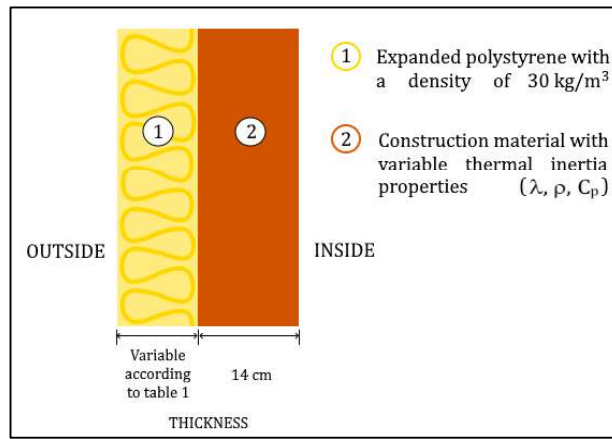 1 Expanded polystyrene with
a density of 30 kg/m³
1
2
2 Construction material with
variable thermal inertia
properties (λ, ρ, Cp)
OUTSIDE
INSIDE
Variable
according
to table 1
14 cm
THICKNESS